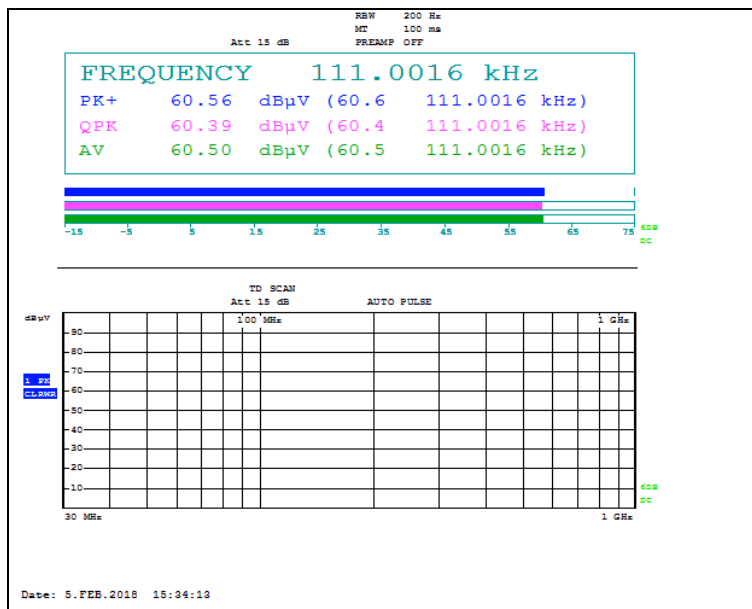 RBW 200 Hz
MT 100 ms
Att 15 dB PREAMP OFF
FREQUENCY 111.0016 kHz
PK+ 60.56 dBµV (60.6 111.0016 kHz)
QPK 60.39 dBµV (60.4 111.0016 kHz)
AV 60.50 dBµV (60.5 111.0016 kHz)
-15 -5 5 15 25 35 45 55 65 75
6DB
DC
TD SCAN
Att 15 dB AUTO PULSE
dBµV
100 MHz 1 GHz
90
80
70
1 PK
60
CLRWR
50
40
30
20
10
6DB
DC
30 MHz 1 GHz
Date: 5.FEB.2018 15:34:13